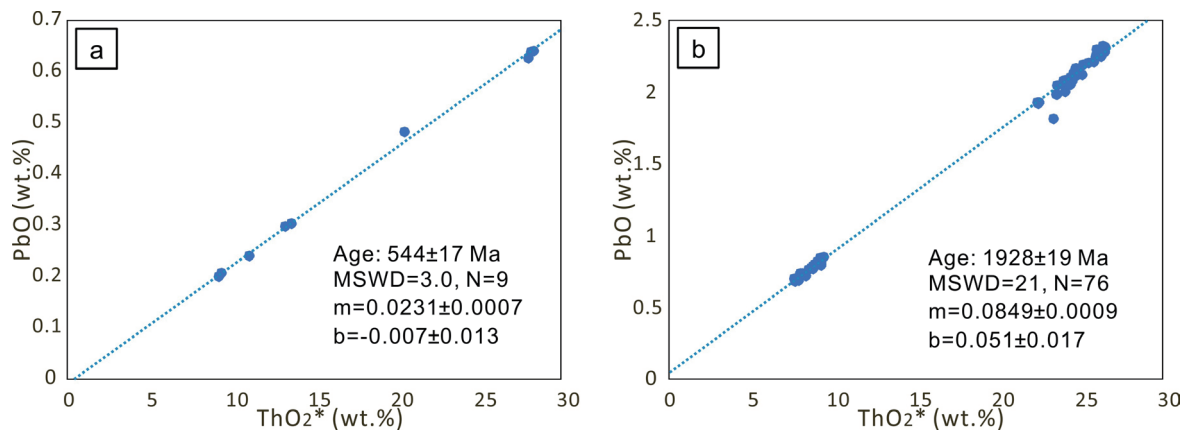 a
0.7
0.6
0.5
0.4
0.3
0.2
0.1
0
PbO (wt.%)
0 5 10 15 20 25 30
ThO2* (wt.%)
Age: 544±17 Ma
MSWD=3.0, N=9
m=0.0231±0.0007
b=-0.007±0.013
b
2.5
2
1.5
1
0.5
0
PbO (wt.%)
0 5 10 15 20 25 30
ThO2* (wt.%)
Age: 1928±19 Ma
MSWD=21, N=76
m=0.0849±0.0009
b=0.051±0.017